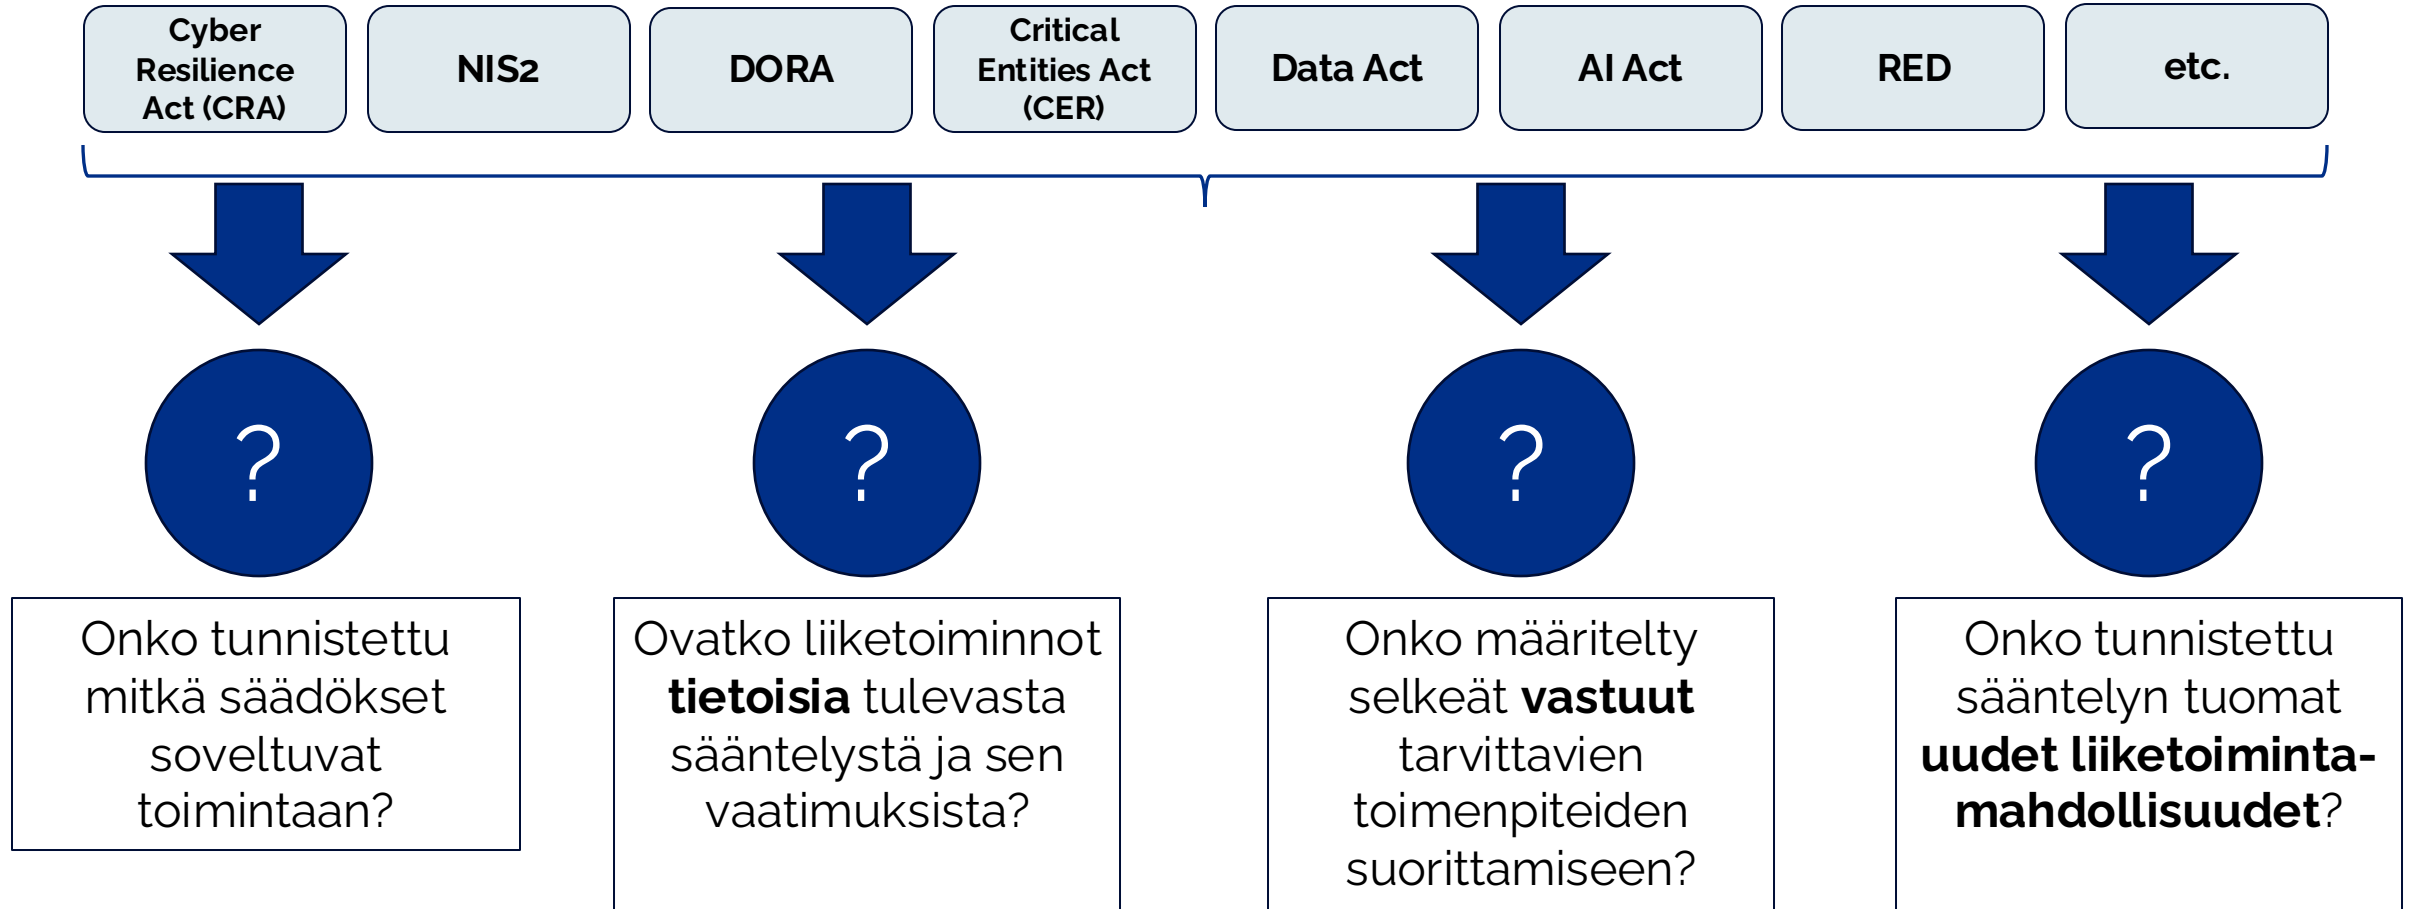 Cyber
Resilience
Act (CRA)
NIS2
DORA
Critical
Entities Act
(CER)
Data Act
AI Act
RED
etc.
?
?
?
?
Onko tunnistettu
mitkä säädökset
soveltuvat
toimintaan?
Ovatko liiketoiminnot
tietoisia tulevasta
sääntelystä ja sen
vaatimuksista?
Onko määritelty
selkeät vastuut
tarvittavien
toimenpiteiden
suorittamiseen?
Onko tunnistettu
sääntelyn tuomat
uudet liiketoiminta-
mahdollisuudet?